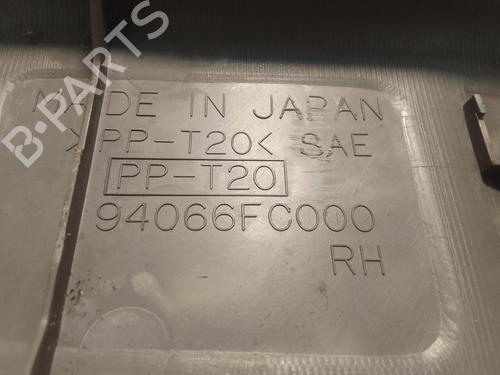 B-PARTS
MADE IN JAPAN
>PP-T20< SAE
PP-T20
94066FC000
RH